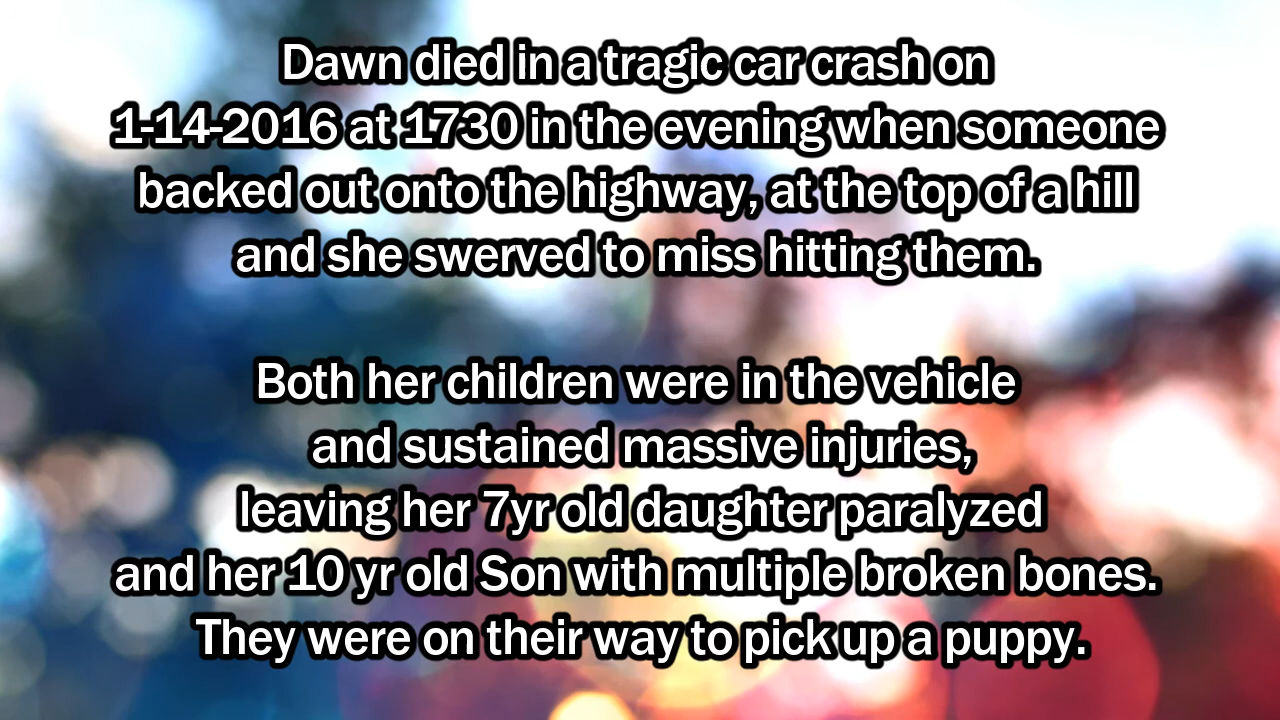 Dawn died in a tragic car crash on
1-14-2016 at 1730 in the evening when someone
backed out onto the highway, at the top of a hill
and she swerved to miss hitting them.
Both her children were in the vehicle
and sustained massive injuries,
leaving her 7yr old daughter paralyzed
and her 10 yr old Son with multiple broken bones.
They were on their way to pick up a puppy.